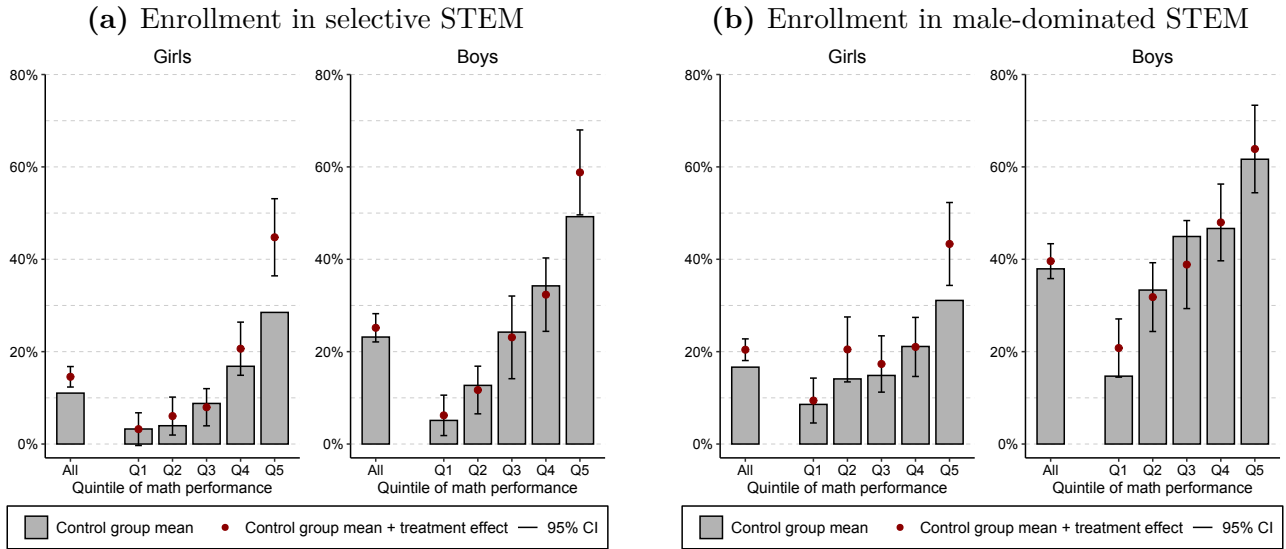 (a) Enrollment in selective STEM
Girls
Boys
80%
60%
40%
20%
0%
All Q1 Q2 Q3 Q4 Q5
Quintile of math performance
80%
60%
40%
20%
0%
All Q1 Q2 Q3 Q4 Q5
Quintile of math performance
Control group mean Control group mean + treatment effect 95% CI
(b) Enrollment in male-dominated STEM
Girls
Boys
80%
60%
40%
20%
0%
All Q1 Q2 Q3 Q4 Q5
Quintile of math performance
80%
60%
40%
20%
0%
All Q1 Q2 Q3 Q4 Q5
Quintile of math performance
Control group mean Control group mean + treatment effect 95% CI